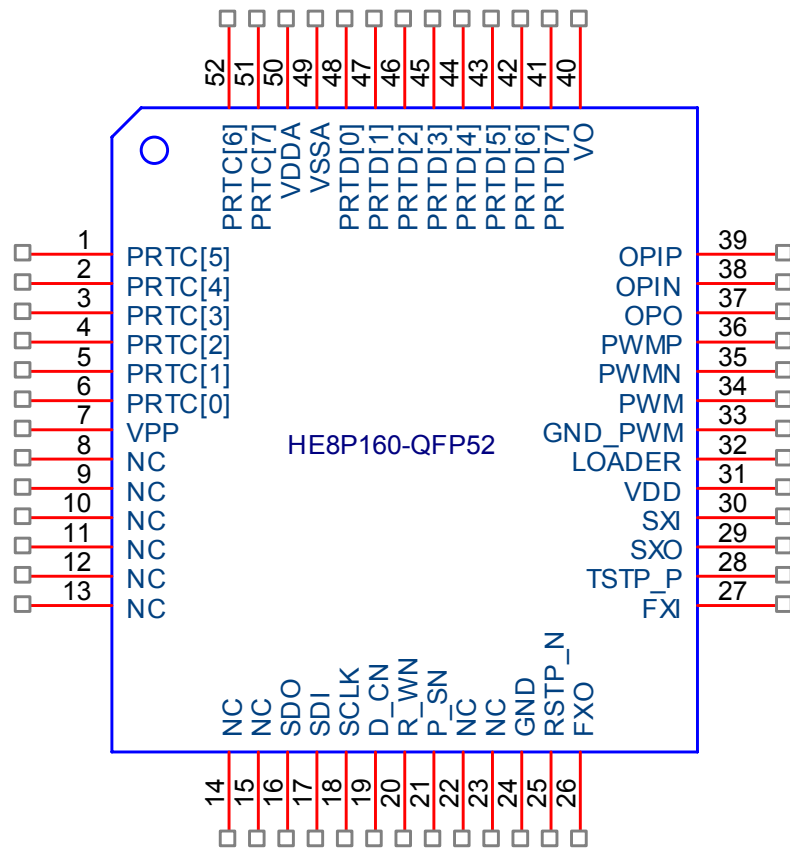 52 51 50 49 48 47 46 45 44 43 42 41 40
PRTC[6] PRTC[7] VDDA VSSA PRTD[0] PRTD[1] PRTD[2] PRTD[3] PRTD[4] PRTD[5] PRTD[6] PRTD[7] VO
1 PRTC[5]
2 PRTC[4]
3 PRTC[3]
4 PRTC[2]
5 PRTC[1]
6 PRTC[0]
7 VPP
8 NC
9 NC
10 NC
11 NC
12 NC
13 NC
HE8P160-QFP52
OPIP 39
OPIN 38
OPO 37
PWMP 36
PWMN 35
PWM 34
GND_PWM 33
LOADER 32
VDD 31
SXI 30
SXO 29
TSTP_P 28
FXI 27
NC NC SDO SDI SCLK D_CN R_WN P_SN NC NC GND RSTP_N FXO
14 15 16 17 18 19 20 21 22 23 24 25 26